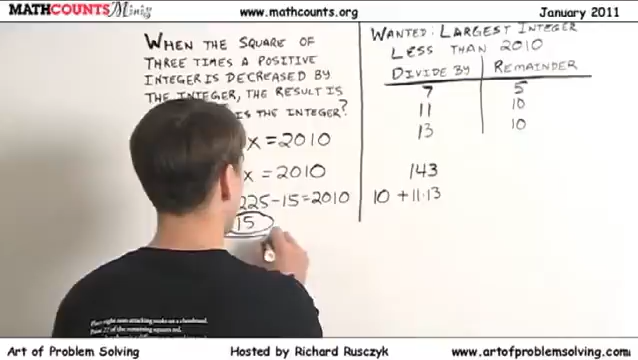 MATHCOUNTS Minis
www.mathcounts.org
January 2011
WHEN THE SQUARE OF
THREE TIMES A POSITIVE
INTEGER IS DECREASED BY
THE INTEGER, THE RESULT IS
IS THE INTEGER?
x = 2010
x = 2010
225 - 15 = 2010
15
WANTED: LARGEST INTEGER
LESS THAN 2010
DIVIDE BY REMAINDER
7 5
11 10
13 10
143
10 + 11·13
Art of Problem Solving
Hosted by Richard Rusczyk
www.artofproblemsolving.com